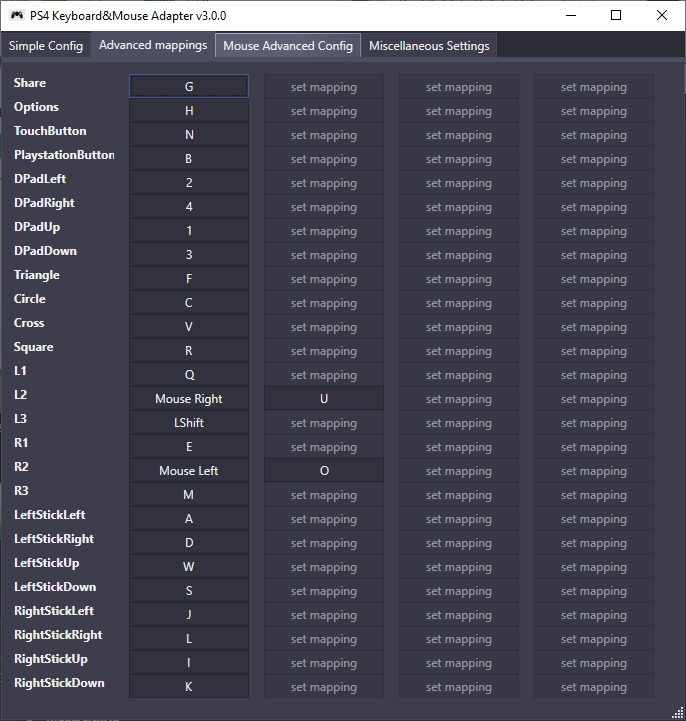 PS4 Keyboard&Mouse Adapter v3.0.0
Simple Config Advanced mappings Mouse Advanced Config Miscellaneous Settings
Share G set mapping set mapping set mapping
Options H set mapping set mapping set mapping
TouchButton N set mapping set mapping set mapping
PlaystationButton B set mapping set mapping set mapping
DPadLeft 2 set mapping set mapping set mapping
DPadRight 4 set mapping set mapping set mapping
DPadUp 1 set mapping set mapping set mapping
DPadDown 3 set mapping set mapping set mapping
Triangle F set mapping set mapping set mapping
Circle C set mapping set mapping set mapping
Cross V set mapping set mapping set mapping
Square R set mapping set mapping set mapping
L1 Q set mapping set mapping set mapping
L2 Mouse Right U set mapping set mapping
L3 LShift set mapping set mapping set mapping
R1 E set mapping set mapping set mapping
R2 Mouse Left O set mapping set mapping
R3 M set mapping set mapping set mapping
LeftStickLeft A set mapping set mapping set mapping
LeftStickRight D set mapping set mapping set mapping
LeftStickUp W set mapping set mapping set mapping
LeftStickDown S set mapping set mapping set mapping
RightStickLeft J set mapping set mapping set mapping
RightStickRight L set mapping set mapping set mapping
RightStickUp I set mapping set mapping set mapping
RightStickDown K set mapping set mapping set mapping